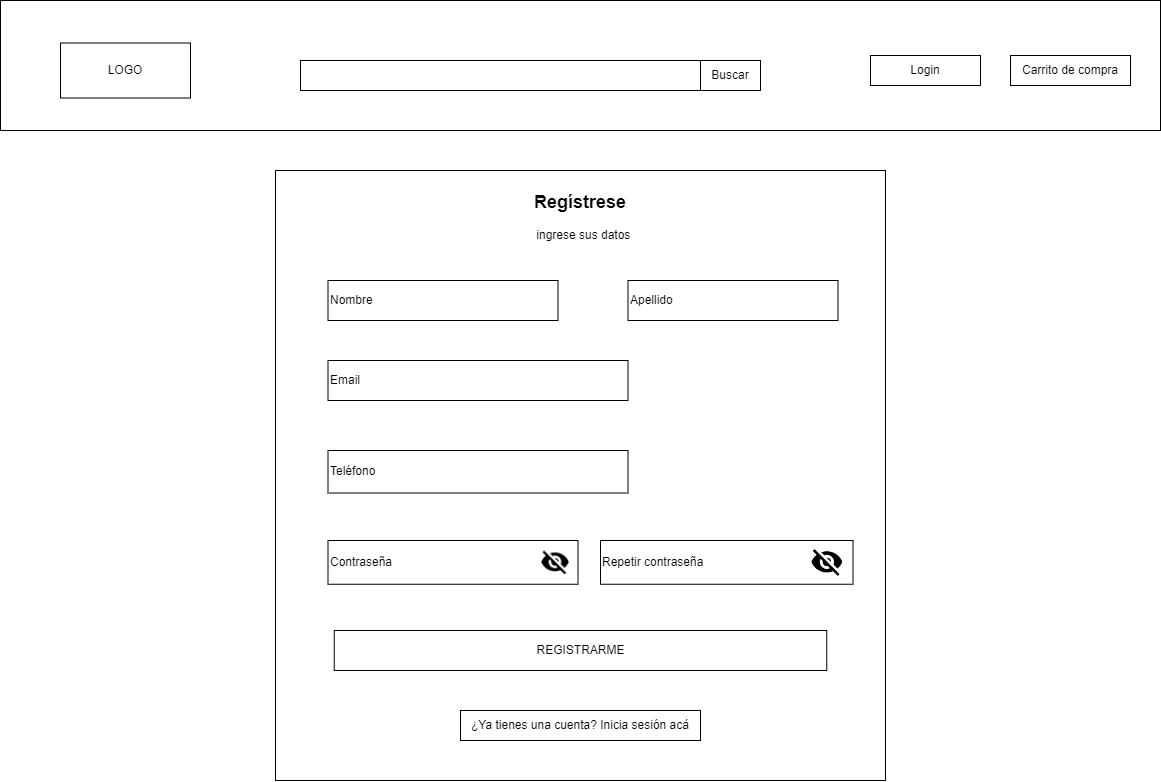 LOGO
Buscar
Login
Carrito de compra
Regístrese
ingrese sus datos
Nombre
Apellido
Email
Teléfono
Contraseña
Repetir contraseña
REGISTRARME
¿Ya tienes una cuenta? Inicia sesión acá